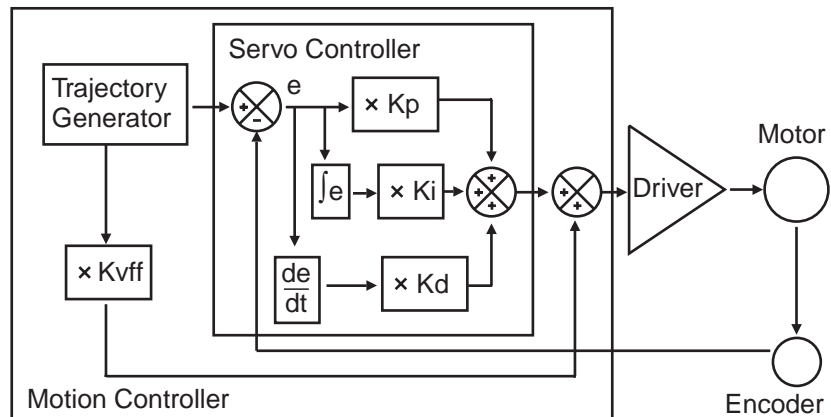 Servo Controller
Trajectory
Generator
e
× Kp
∫e
× Ki
de
dt
× Kd
× Kvff
+
−
+
+
+
+
+
Driver
Motor
Encoder
Motion Controller